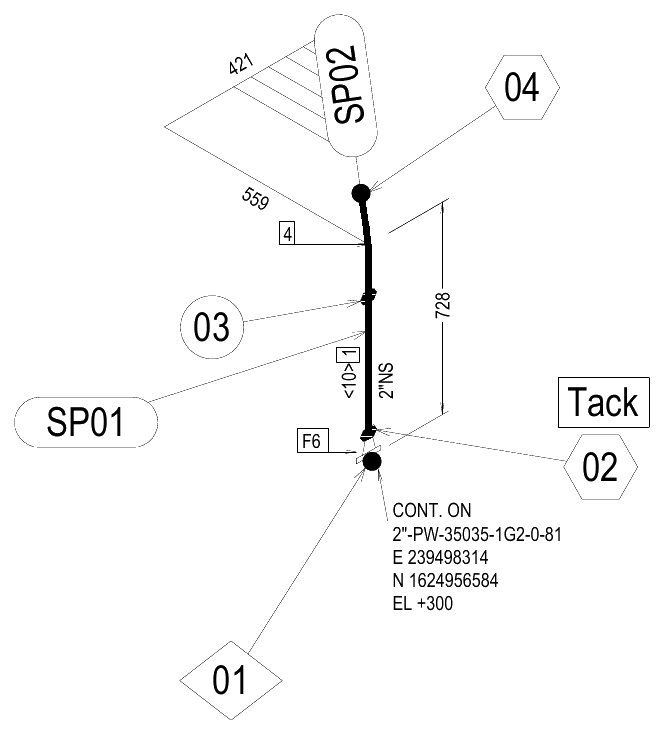 421
SP02
04
559
4
728
03
<10>
1
2"NS
SP01
Tack
F6
02
CONT. ON
2"-PW-35035-1G2-0-81
E 239498314
N 1624956584
EL +300
01